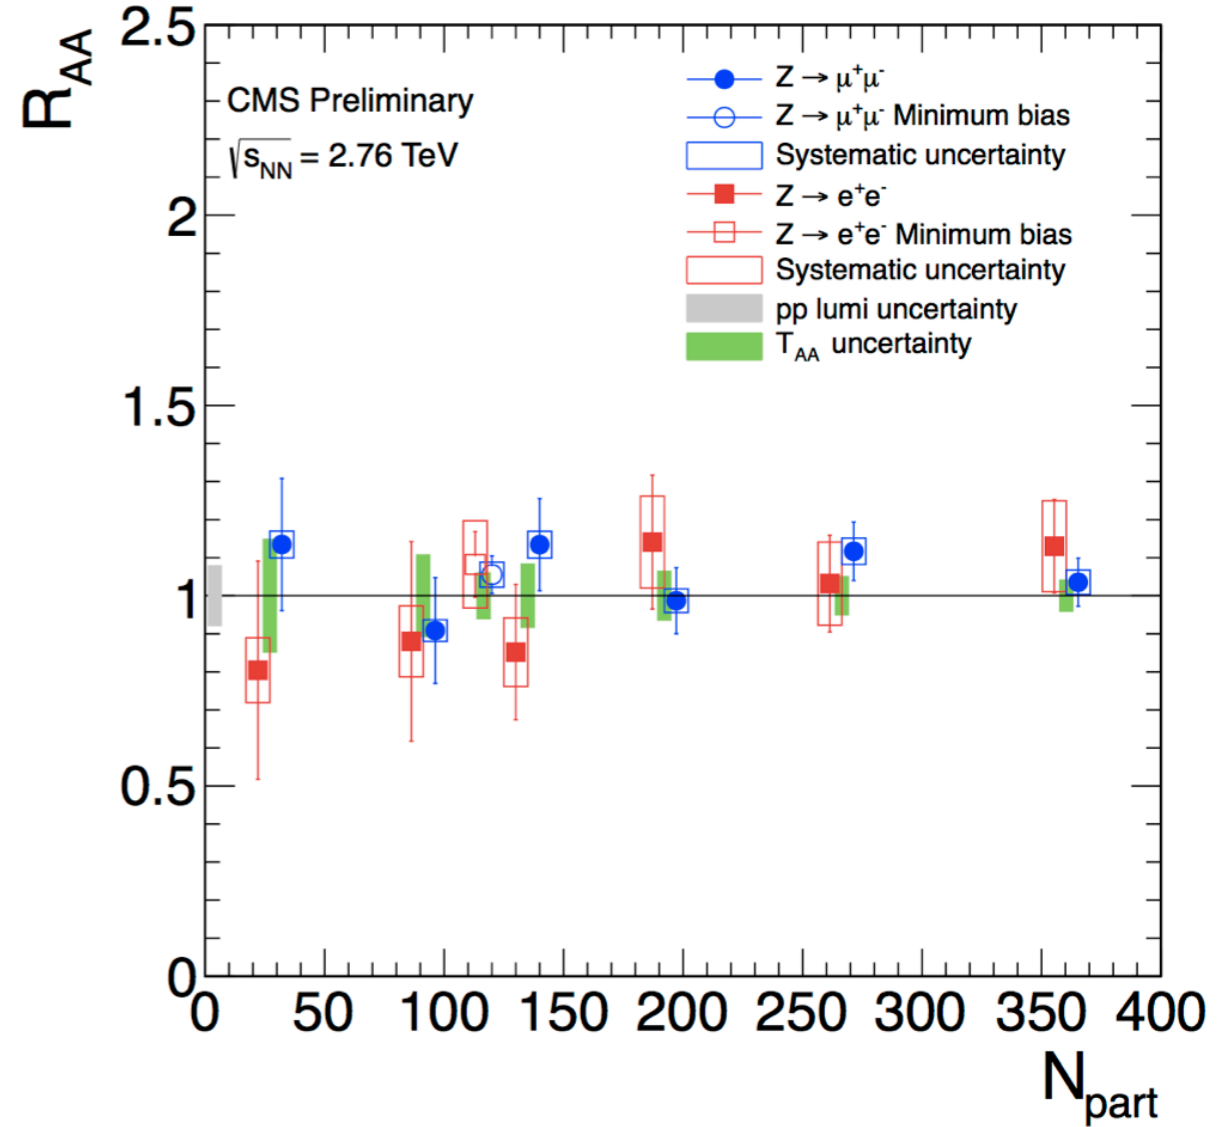 R_AA
2.5
2
1.5
1
0.5
0
CMS Preliminary
√s_NN = 2.76 TeV
Z → μ⁺μ⁻
Z → μ⁺μ⁻ Minimum bias
Systematic uncertainty
Z → e⁺e⁻
Z → e⁺e⁻ Minimum bias
Systematic uncertainty
pp lumi uncertainty
T_AA uncertainty
0 50 100 150 200 250 300 350 400
N_part